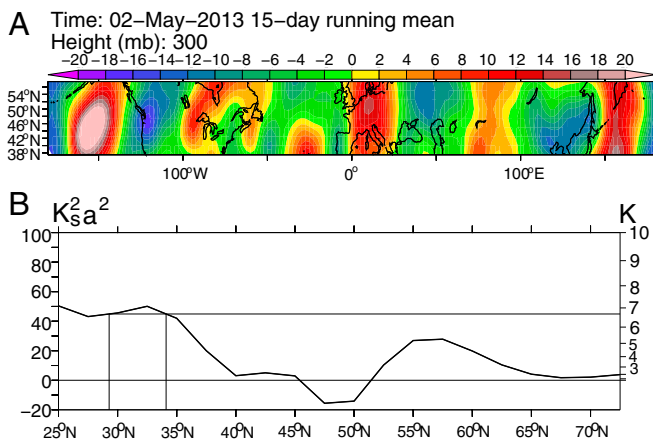 A Time: 02−May−2013 15−day running mean
Height (mb): 300
−20 −18 −16 −14 −12 −10 −8 −6 −4 −2 0 2 4 6 8 10 12 14 16 18 20
54°N
50°N
46°N
42°N
38°N
100°W 0° 100°E
B K²ₛa² K
100 10
80 9
60 8
7
40 6
20 5
4
3
0
−20
25°N 30°N 35°N 40°N 45°N 50°N 55°N 60°N 65°N 70°N